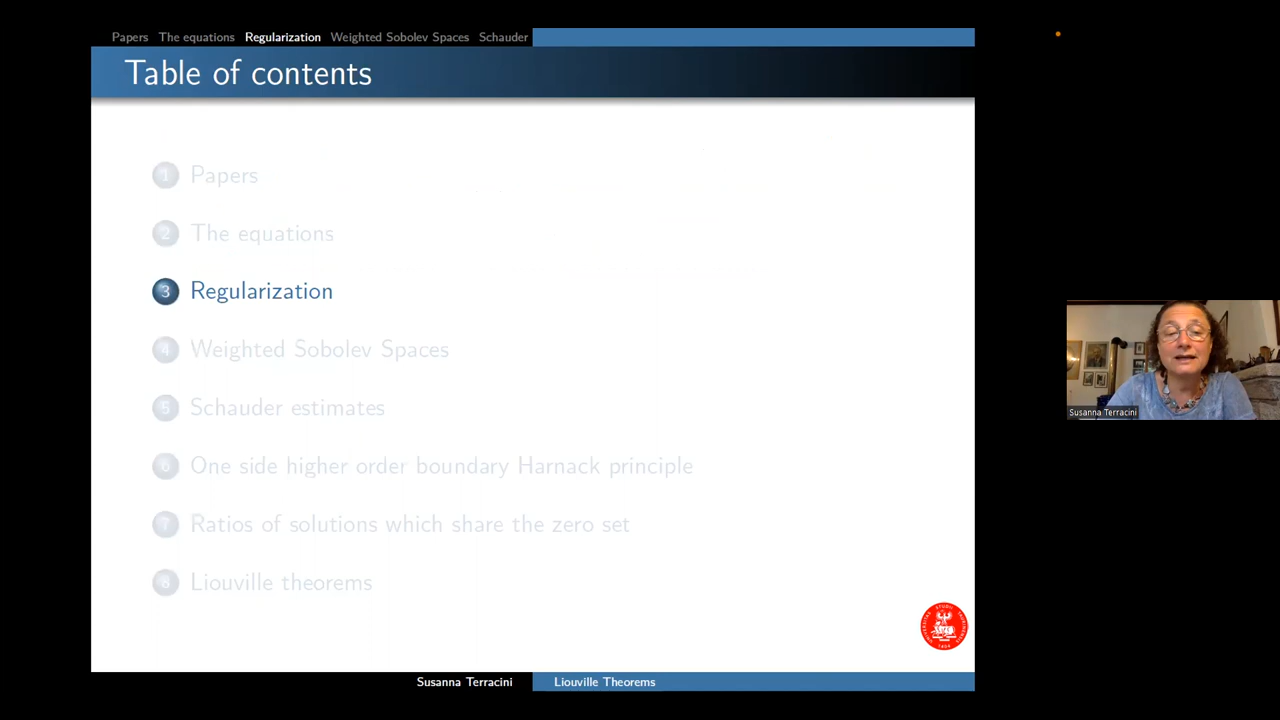 Papers The equations Regularization Weighted Sobolev Spaces Schauder
Table of contents
1 Papers
2 The equations
3 Regularization
4 Weighted Sobolev Spaces
5 Schauder estimates
6 One side higher order boundary Harnack principle
7 Ratios of solutions which share the zero set
8 Liouville theorems
Susanna Terracini
Susanna Terracini Liouville Theorems